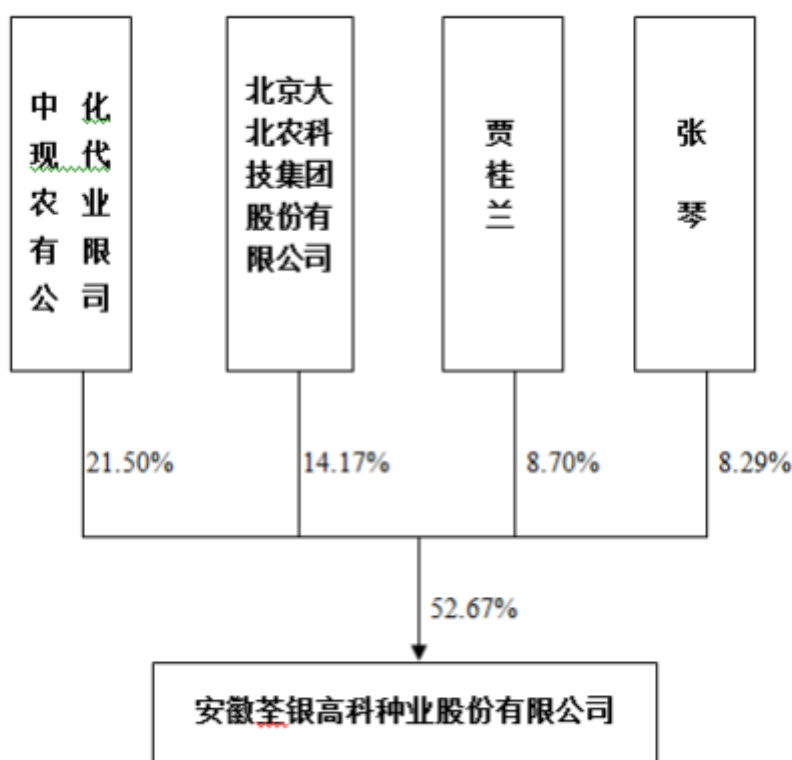 中 化
现 代
农 业
有 限
公 司
北京大
北农科
技集团
股份有
限公司
贾
桂
兰
张
琴
21.50%
14.17%
8.70%
8.29%
52.67%
安徽荃银高科种业股份有限公司